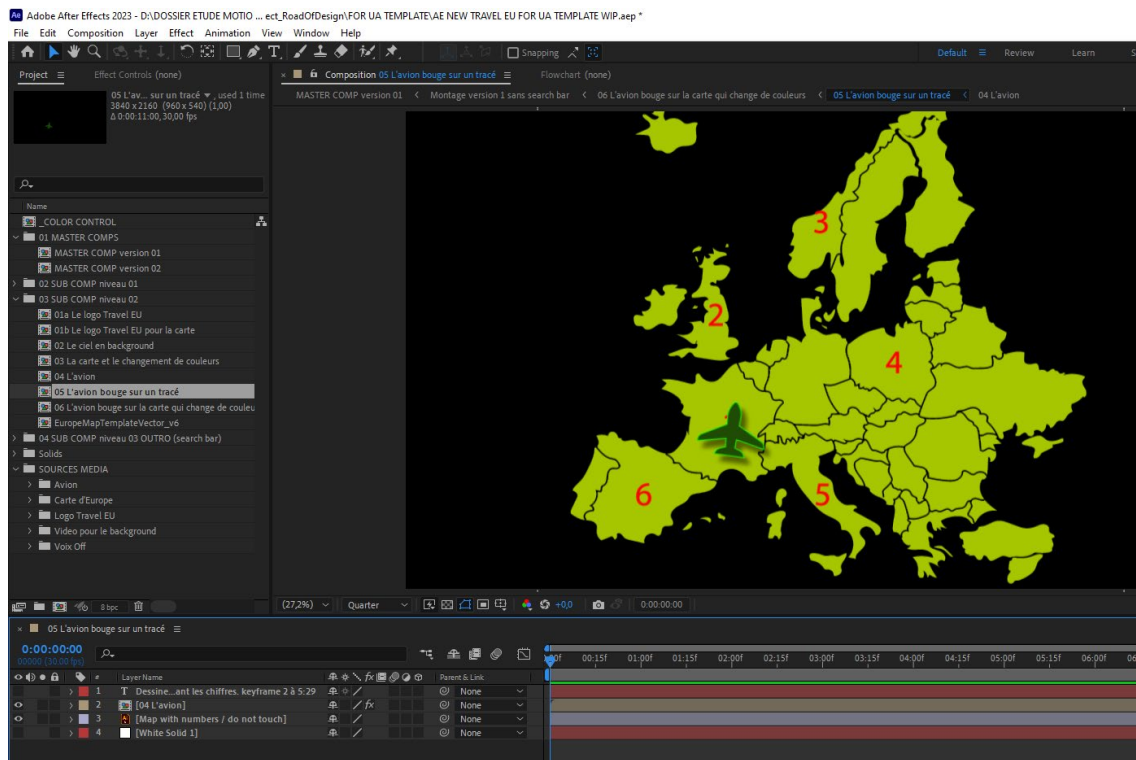 Ae Adobe After Effects 2023 - D:\DOSSIER ETUDE MOTIO ... ect_RoadOfDesign\FOR UA TEMPLATE\AE NEW TRAVEL EU FOR UA TEMPLATE WIP.aep *
File Edit Composition Layer Effect Animation View Window Help
Snapping Default Review Learn S
Project Effect Controls (none) Composition 05 L'avion bouge sur un tracé Flowchart (none)
MASTER COMP version 01 < Montage version 1 sans search bar < 06 L'avion bouge sur la carte qui change de couleurs < 05 L'avion bouge sur un tracé < 04 L'avion
05 L'av... sur un tracé , used 1 time
3840 x 2160 (960 x 540) (1,00)
Δ 0:00:11:00, 30,00 fps
Name
_COLOR CONTROL
01 MASTER COMPS
MASTER COMP version 01
MASTER COMP version 02
02 SUB COMP niveau 01
03 SUB COMP niveau 02
01a Le logo Travel EU
01b Le logo Travel EU pour la carte
02 Le ciel en background
03 La carte et le changement de couleurs
04 L'avion
05 L'avion bouge sur un tracé
06 L'avion bouge sur la carte qui change de couleu
EuropeMapTemplateVector_v6
04 SUB COMP niveau 03 OUTRO (search bar)
Solids
SOURCES MEDIA
Avion
Carte d'Europe
Logo Travel EU
Video pour le background
Voix Off
3
2
4
6
5
8 bpc
(27,2%) Quarter +0,0 0:00:00:00
05 L'avion bouge sur un tracé
0:00:00:00
00000 (30.00 fps)
00f 00:15f 01:00f 01:15f 02:00f 02:15f 03:00f 03:15f 04:00f 04:15f 05:00f 05:15f 06:00f 06
# Layer Name Parent & Link
1 T Dessine...ant les chiffres. keyframe 2 à 5:29 None
2 [04 L'avion] fx None
3 [Map with numbers / do not touch] None
4 [White Solid 1] None